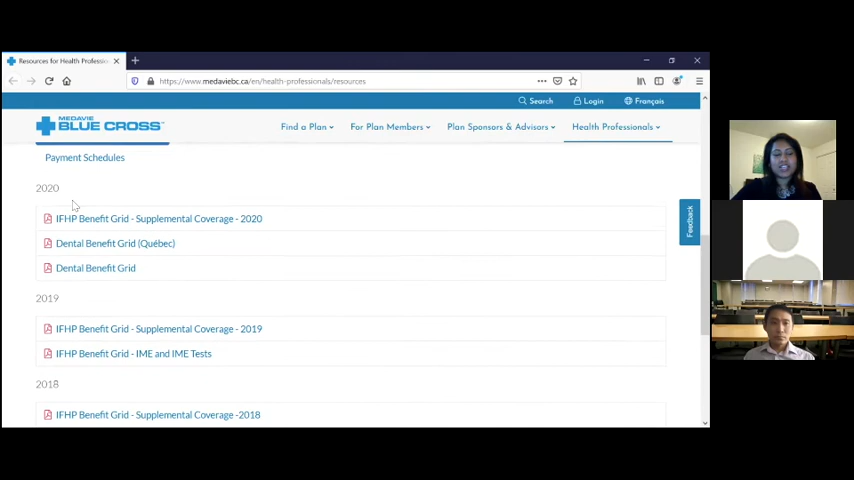 Resources for Health Professio
https://www.medaviebc.ca/en/health-professionals/resources
Search Login Français
MEDAVIE
BLUE CROSS
Find a Plan For Plan Members Plan Sponsors & Advisors Health Professionals
Payment Schedules
2020
IFHP Benefit Grid - Supplemental Coverage - 2020
Dental Benefit Grid (Québec)
Dental Benefit Grid
2019
IFHP Benefit Grid - Supplemental Coverage - 2019
IFHP Benefit Grid - IME and IME Tests
2018
IFHP Benefit Grid - Supplemental Coverage -2018
Feedback